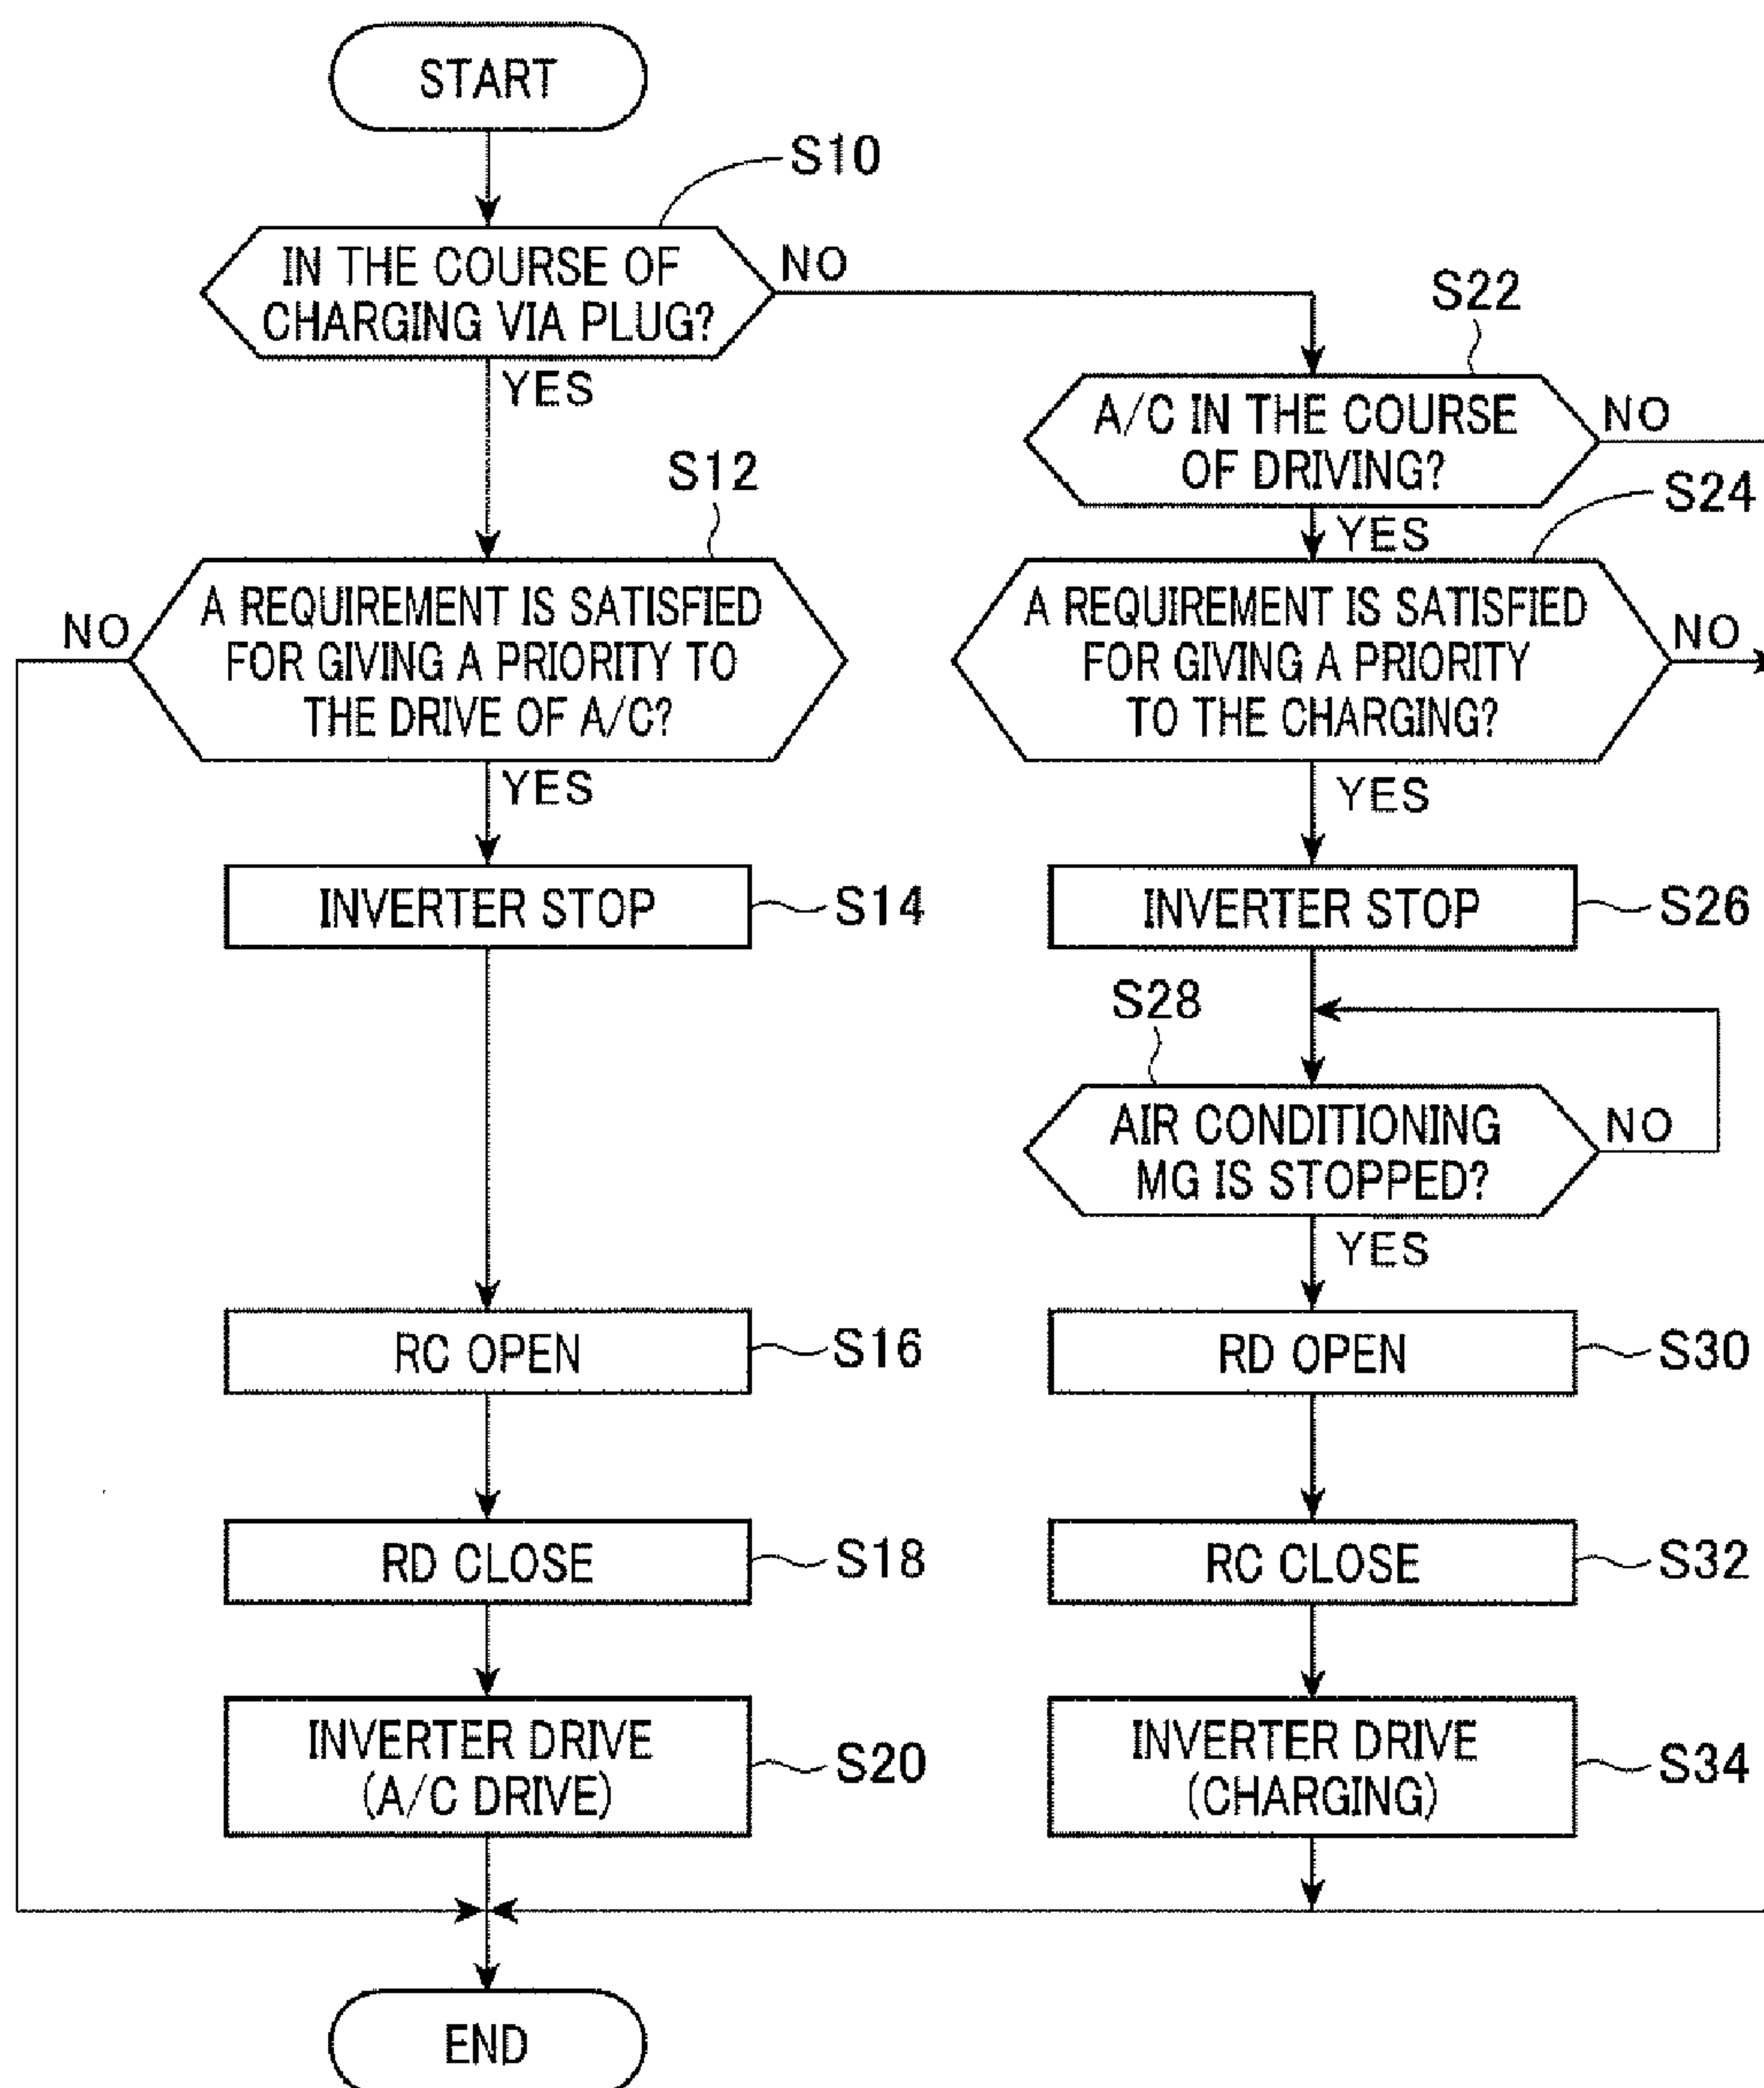 START
S10
IN THE COURSE OF
CHARGING VIA PLUG?
NO
YES
S22
A/C IN THE COURSE
OF DRIVING?
NO
YES
S12
A REQUIREMENT IS SATISFIED
FOR GIVING A PRIORITY TO
THE DRIVE OF A/C?
NO
YES
S24
A REQUIREMENT IS SATISFIED
FOR GIVING A PRIORITY
TO THE CHARGING?
NO
YES
INVERTER STOP
S14
INVERTER STOP
S26
S28
AIR CONDITIONING
MG IS STOPPED?
NO
YES
RC OPEN
S16
RD OPEN
S30
RD CLOSE
S18
RC CLOSE
S32
INVERTER DRIVE
(A/C DRIVE)
S20
INVERTER DRIVE
(CHARGING)
S34
END